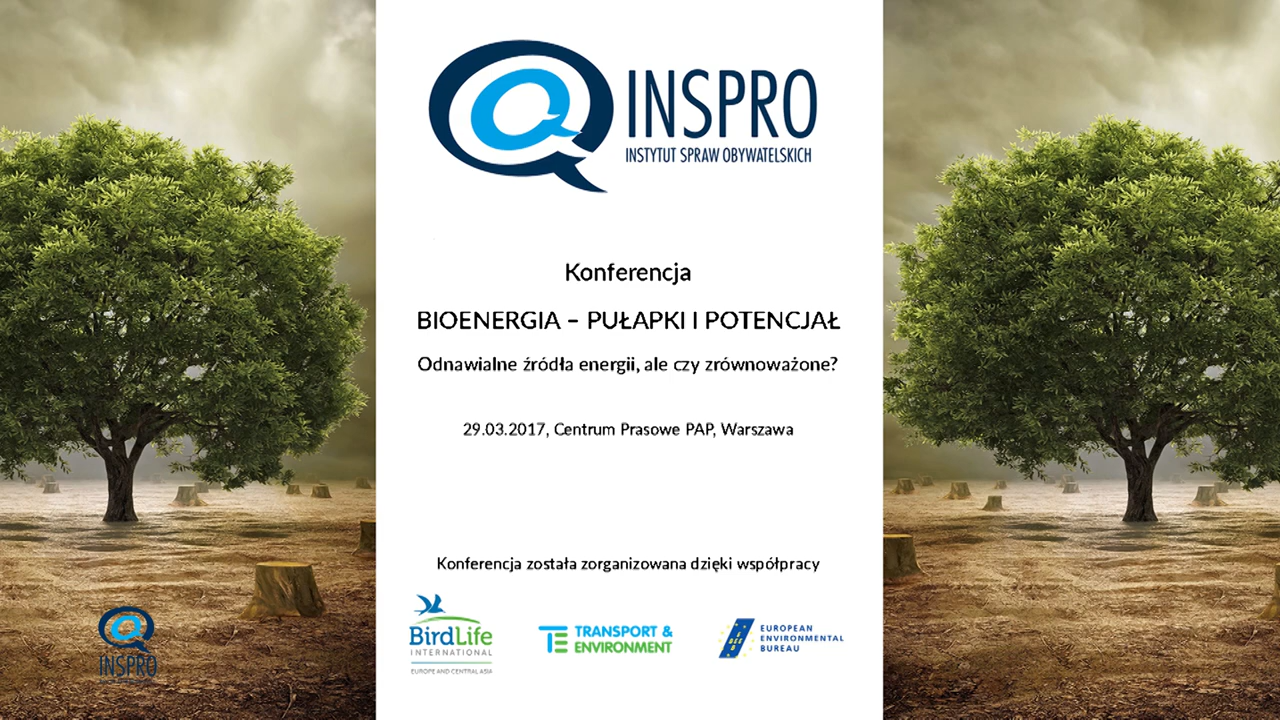 INSPRO
INSTYTUT SPRAW OBYWATELSKICH
Konferencja
BIOENERGIA – PUŁAPKI I POTENCJAŁ
Odnawialne źródła energii, ale czy zrównoważone?
29.03.2017, Centrum Prasowe PAP, Warszawa
Konferencja została zorganizowana dzięki współpracy
BirdLife
INTERNATIONAL
EUROPE AND CENTRAL ASIA
TE TRANSPORT &
ENVIRONMENT
EUROPEAN
ENVIRONMENTAL
BUREAU
INSPRO